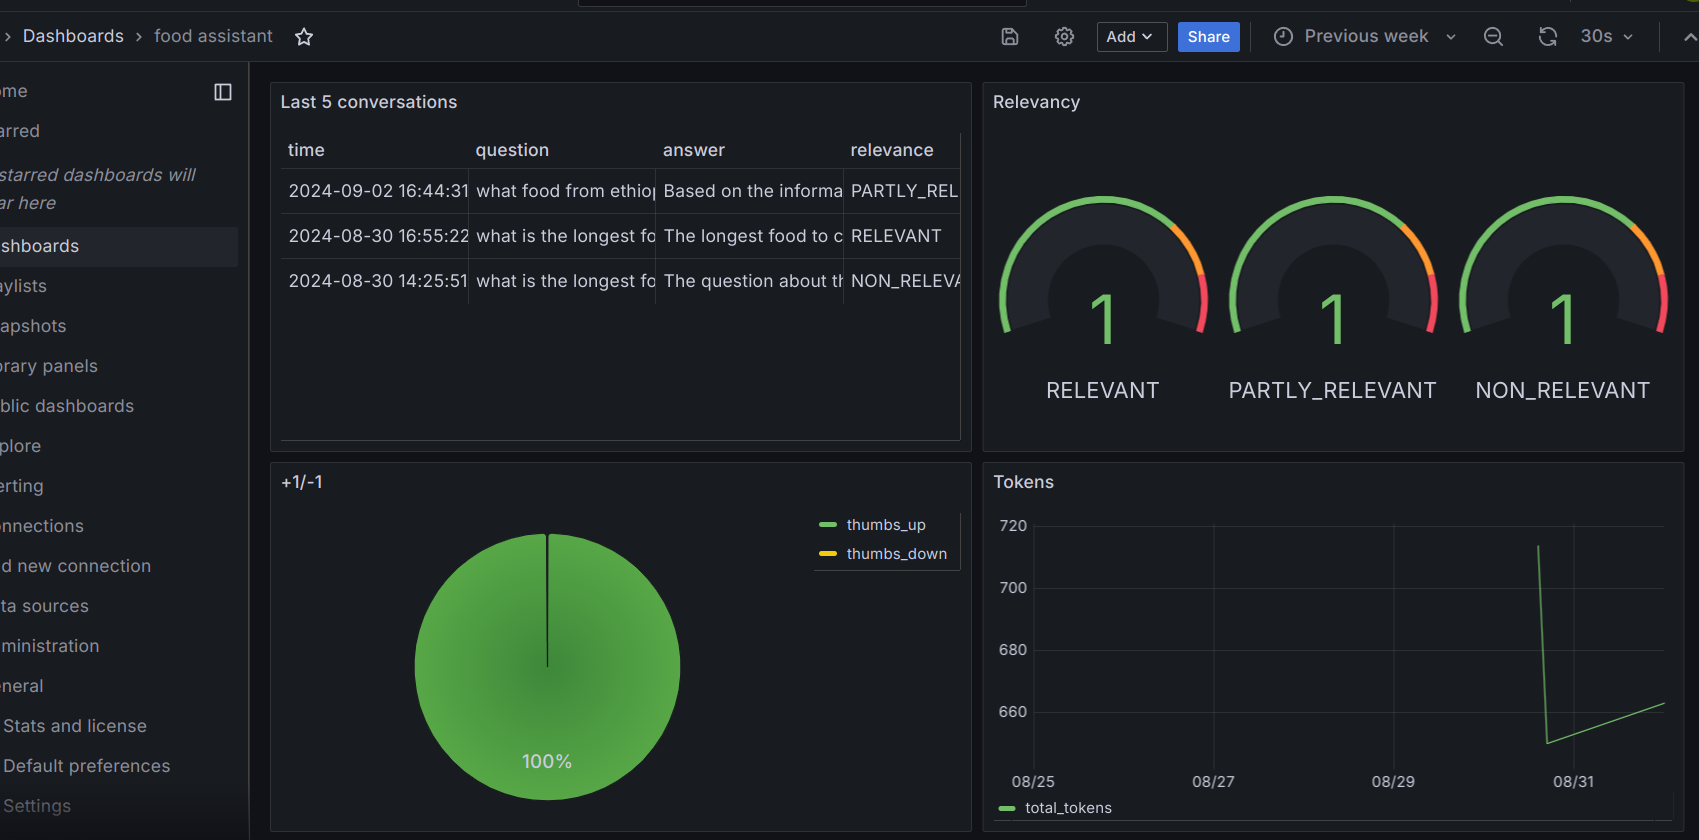 › Dashboards › food assistant
Add
Share
Previous week
30s
ome
arred
starred dashboards will
ar here
shboards
aylists
apshots
brary panels
blic dashboards
plore
erting
nnections
d new connection
ta sources
ministration
neral
Stats and license
Default preferences
Settings
Last 5 conversations
time question answer relevance
2024-09-02 16:44:31 what food from ethiop Based on the informa PARTLY_REL
2024-08-30 16:55:22 what is the longest fo The longest food to c RELEVANT
2024-08-30 14:25:51 what is the longest fo The question about th NON_RELEVA
Relevancy
1 1 1
RELEVANT PARTLY_RELEVANT NON_RELEVANT
+1/-1
thumbs_up
thumbs_down
100%
Tokens
720
700
680
660
08/25 08/27 08/29 08/31
total_tokens